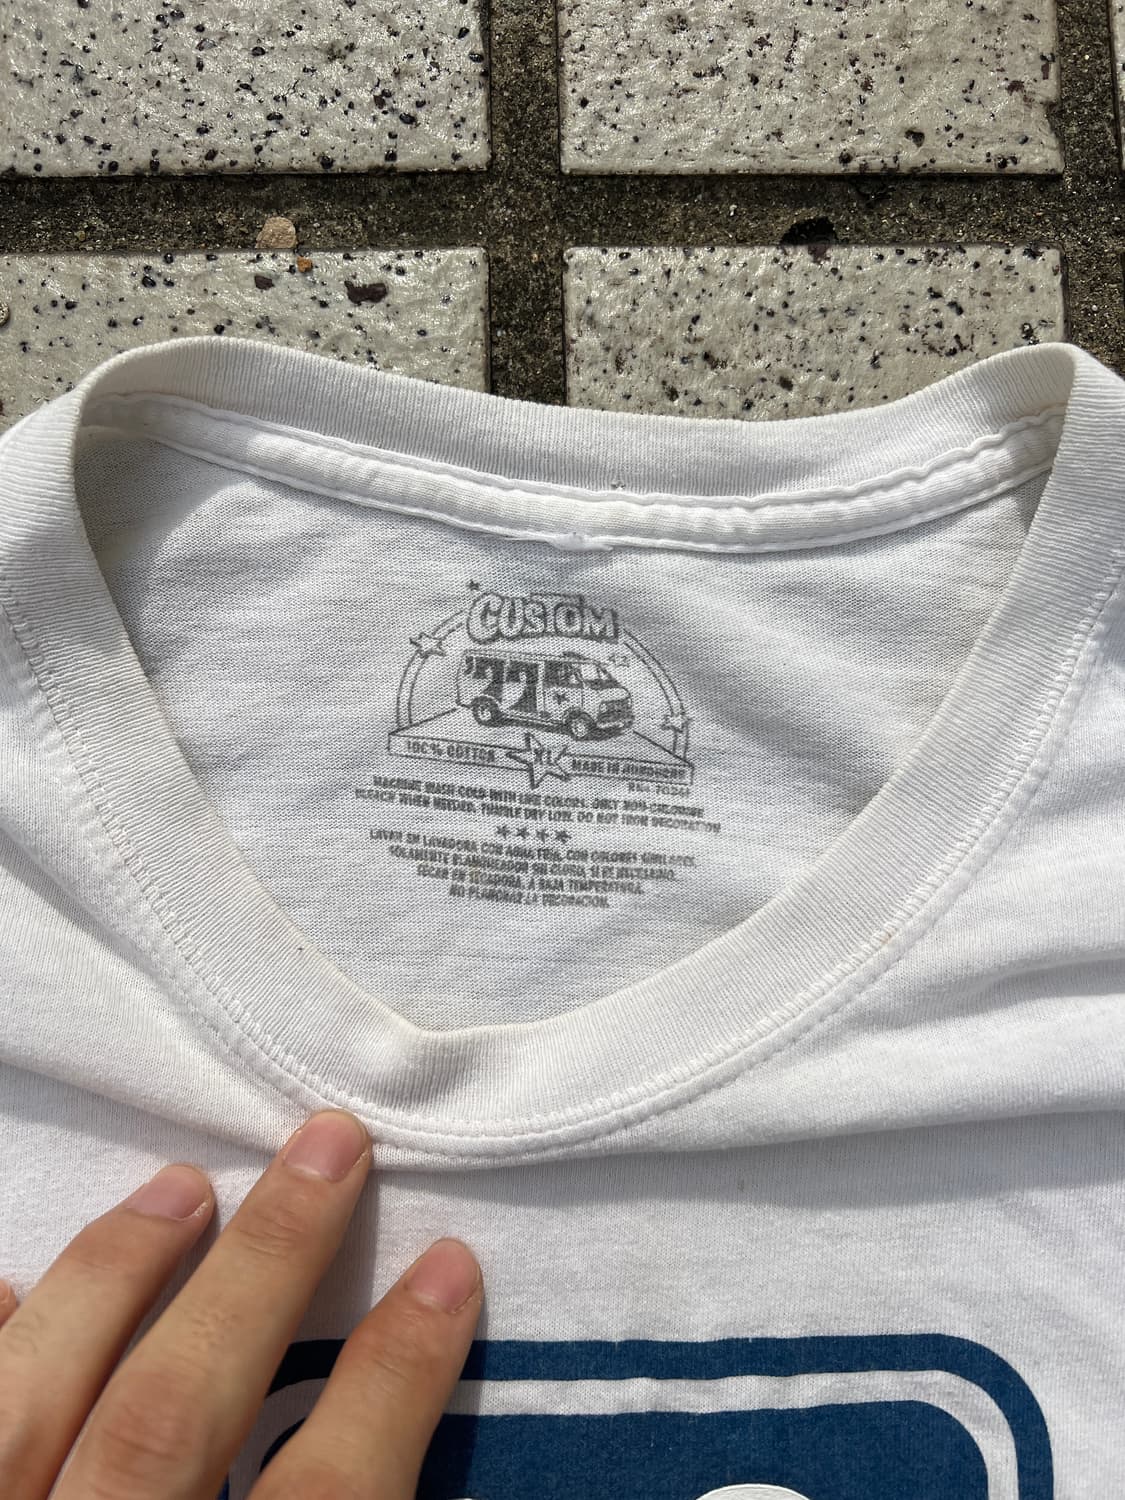 CUSTOM
'77
100% COTTON XL MADE IN HONDURAS
RN#
MACHINE WASH COLD WITH LIKE COLORS. ONLY NON-CHLORINE
BLEACH WHEN NEEDED. TUMBLE DRY LOW. DO NOT IRON DECORATION
LAVAR EN LAVADORA CON AGUA FRIA, CON COLORES SIMILARES.
SOLAMENTE BLANQUEADOR SIN CLORO, SI ES NECESARIO.
SECAR EN SECADORA, A BAJA TEMPERATURA.
NO PLANCHAR LA DECORACION.